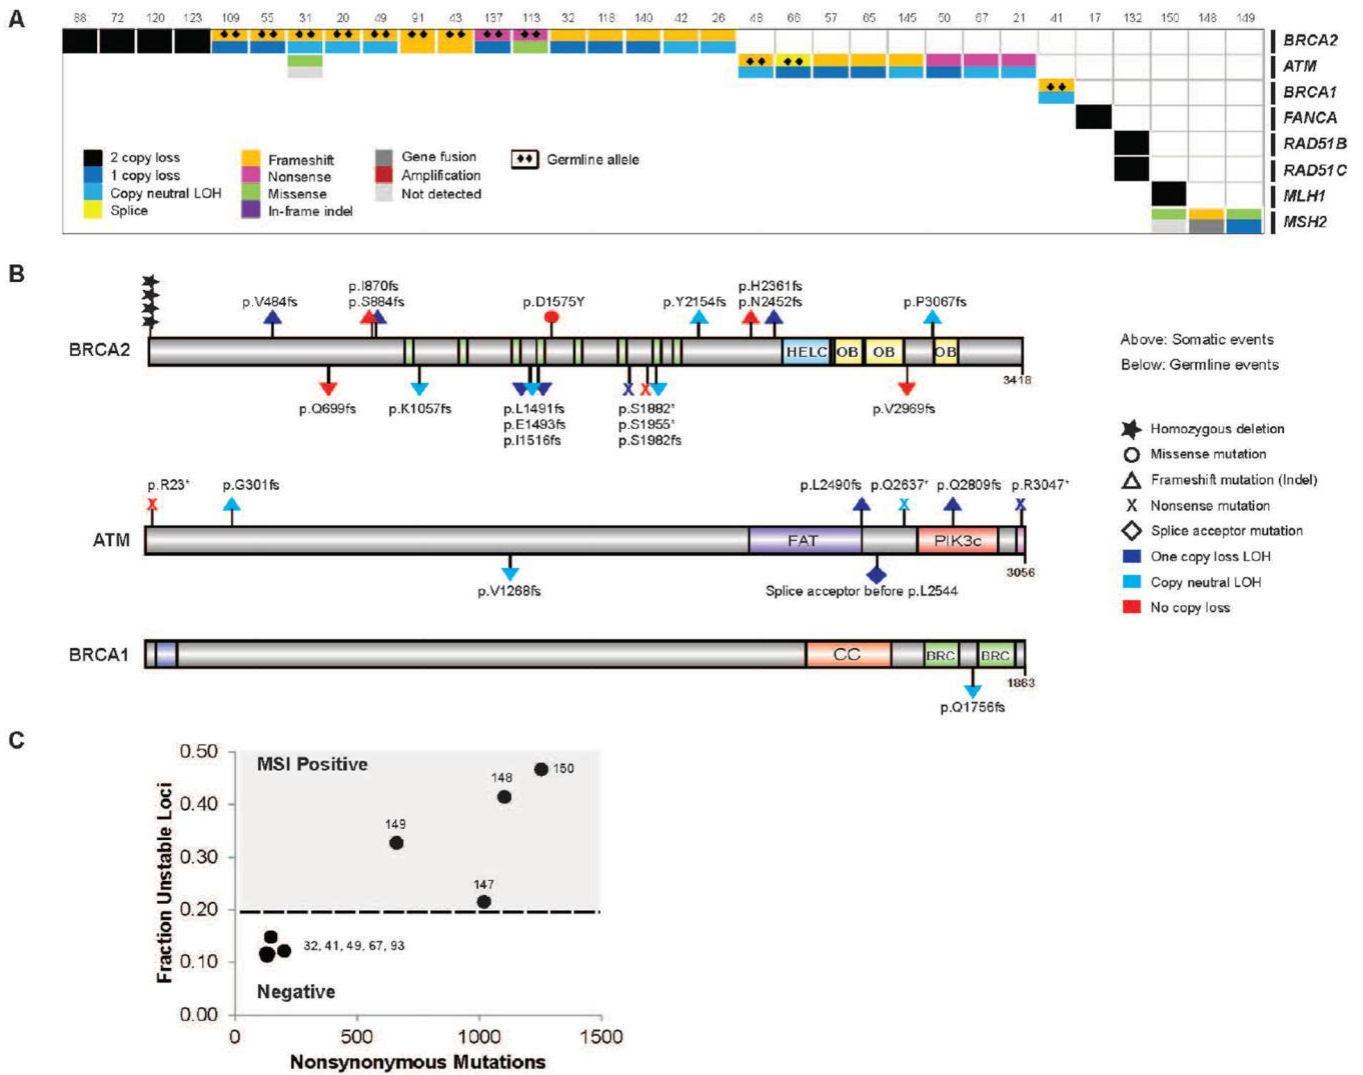 A
88 72 120 123 109 55 31 20 49 91 43 137 113 32 118 140 42 26 48 66 57 65 145 50 67 21 41 17 132 150 148 149
BRCA2
ATM
BRCA1
FANCA
RAD51B
RAD51C
MLH1
MSH2
2 copy loss
1 copy loss
Copy neutral LOH
Splice
Frameshift
Nonsense
Missense
In-frame indel
Gene fusion
Amplification
Not detected
Germline allele
B
p.V484fs
p.I870fs
p.S884fs
p.D1575Y
p.Y2154fs
p.H2361fs
p.N2452fs
p.P3067fs
BRCA2
HELC OB OB OB
3418
p.Q699fs
p.K1057fs
p.L1491fs
p.E1493fs
p.I1516fs
p.S1882*
p.S1955*
p.S1982fs
p.V2969fs
p.R23*
p.G301fs
p.L2490fs
p.Q2637*
p.Q2809fs
p.R3047*
ATM
FAT PIK3c
3056
p.V1268fs
Splice acceptor before p.L2544
BRCA1
CC BRC BRC
1863
p.Q1756fs
Above: Somatic events
Below: Germline events
Homozygous deletion
Missense mutation
Frameshift mutation (Indel)
X Nonsense mutation
Splice acceptor mutation
One copy loss LOH
Copy neutral LOH
No copy loss
C
Fraction Unstable Loci
0.50
0.40
0.30
0.20
0.10
0.00
MSI Positive
150
148
149
147
32, 41, 49, 67, 93
Negative
0 500 1000 1500
Nonsynonymous Mutations